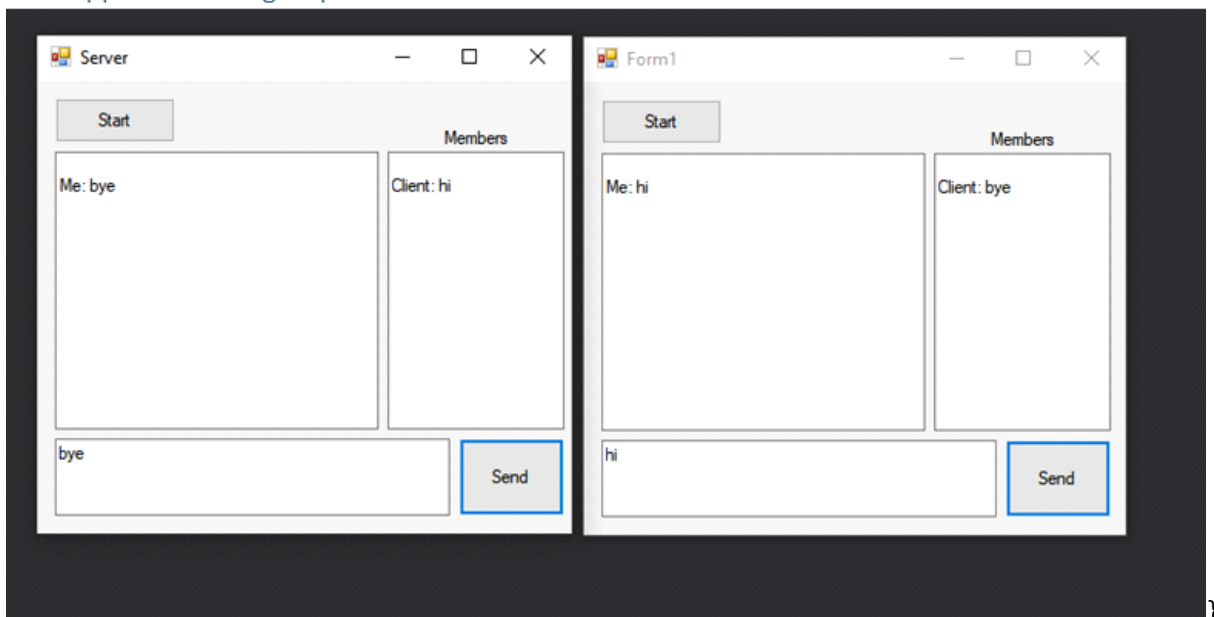 Server
Start
Members
Me: bye
Client: hi
bye
Send
Form1
Start
Members
Me: hi
Client: bye
hi
Send
}